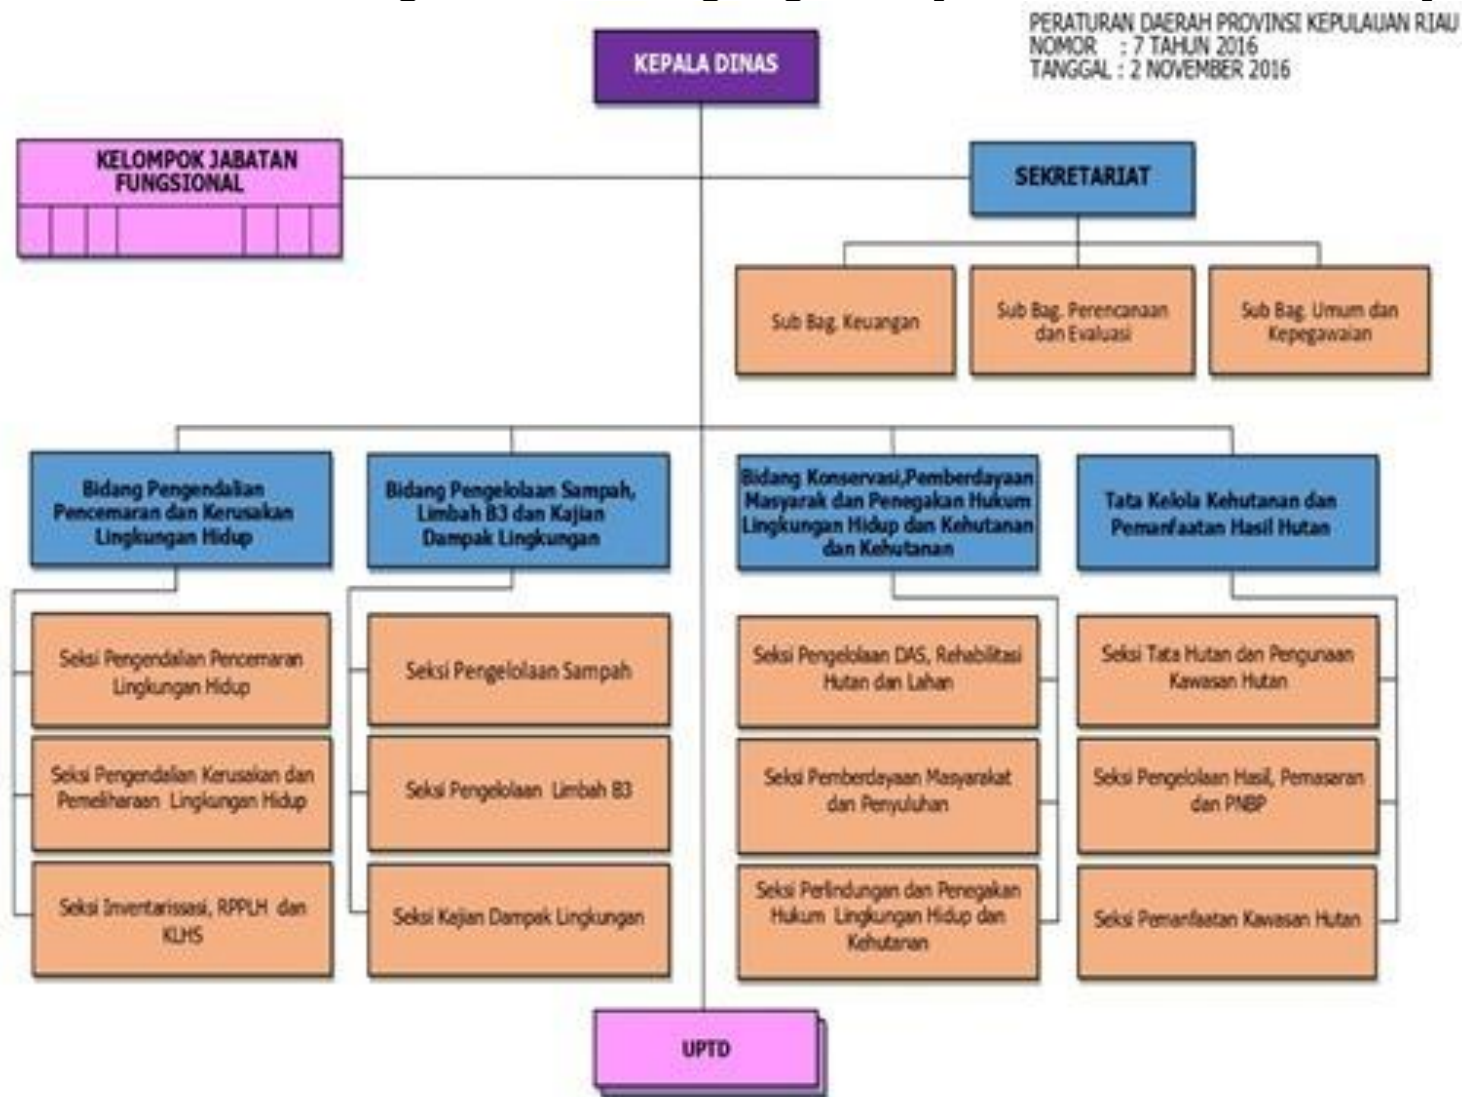 PERATURAN DAERAH PROVINSI KEPULAUAN RIAU
NOMOR : 7 TAHUN 2016
TANGGAL : 2 NOVEMBER 2016
KEPALA DINAS
KELOMPOK JABATAN
FUNGSIONAL
SEKRETARIAT
Sub Bag. Keuangan
Sub Bag. Perencanaan
dan Evaluasi
Sub Bag. Umum dan
Kepegawaian
Bidang Pengendalian
Pencemaran dan Kerusakan
Lingkungan Hidup
Bidang Pengelolaan Sampah,
Limbah B3 dan Kajian
Dampak Lingkungan
Bidang Konservasi,Pemberdayaan
Masyarak dan Penegakan Hukum
Lingkungan Hidup dan Kehutanan
dan Kehutanan
Tata Kelola Kehutanan dan
Pemanfaatan Hasil Hutan
Seksi Pengendalian Pencemaran
Lingkungan Hidup
Seksi Pengendalian Kerusakan dan
Pemeliharaan Lingkungan Hidup
Seksi Inventarissasi, RPPLH dan
KLHS
Seksi Pengelolaan Sampah
Seksi Pengelolaan Limbah B3
Seksi Kajian Dampak Lingkungan
Seksi Pengelolaan DAS, Rehabilitasi
Hutan dan Lahan
Seksi Pemberdayaan Masyarakat
dan Penyuluhan
Seksi Perlindungan dan Penegakan
Hukum Lingkungan Hidup dan
Kehutanan
Seksi Tata Hutan dan Pengunaan
Kawasan Hutan
Seksi Pengelolaan Hasil, Pemasaran
dan PNBP
Seksi Pemanfaatan Kawasan Hutan
UPTD